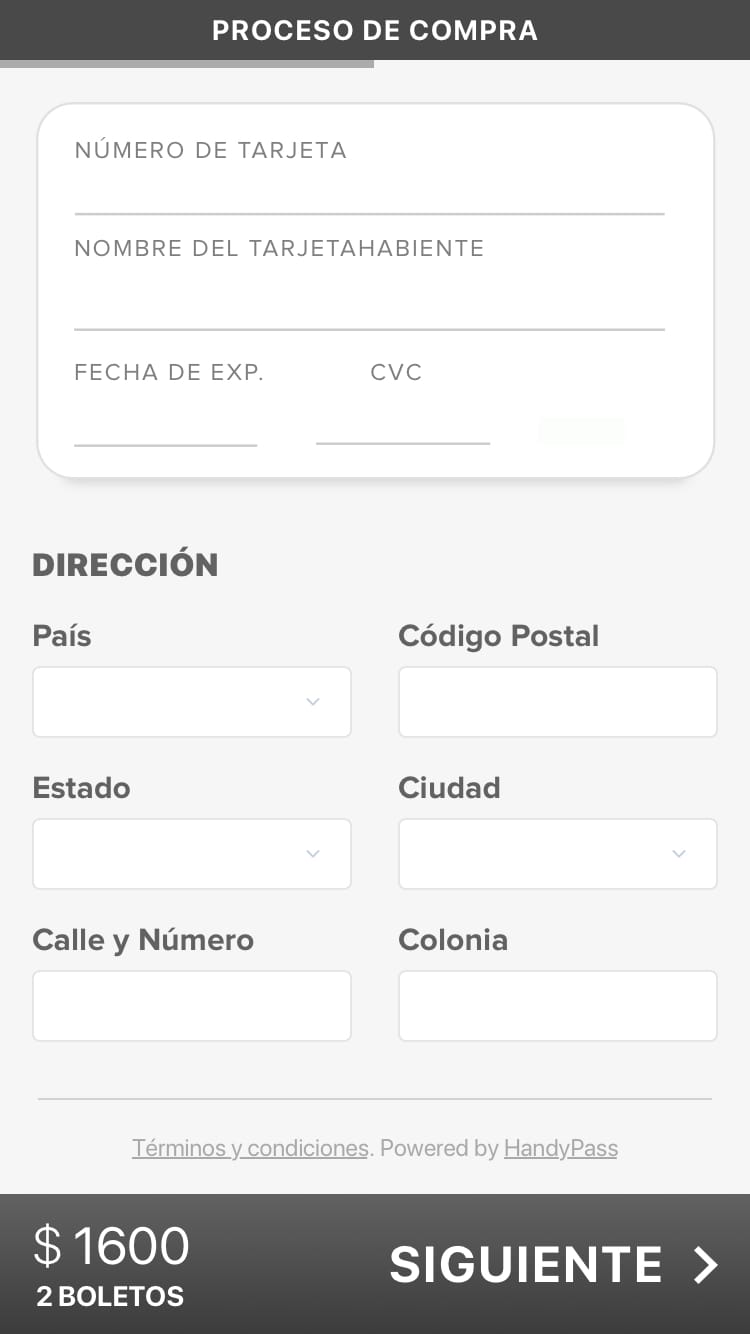 PROCESO DE COMPRA
NÚMERO DE TARJETA
NOMBRE DEL TARJETAHABIENTE
FECHA DE EXP. CVC
DIRECCIÓN
País Código Postal
Estado Ciudad
Calle y Número Colonia
Términos y condiciones. Powered by HandyPass
$ 1600
2 BOLETOS
SIGUIENTE